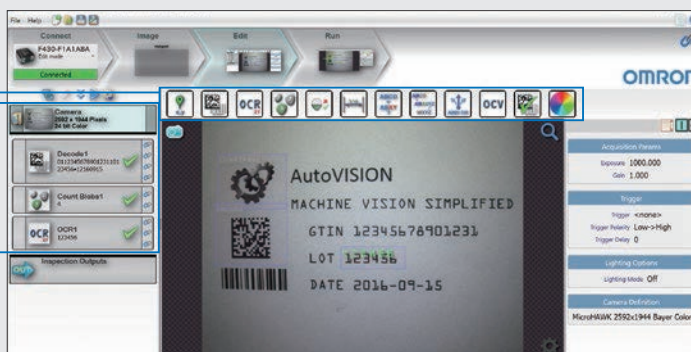 File Help
Connect
Image
Edit
Run
F430-F1A1A8A
Edit mode
Connected
OMRON
Camera
2592 x 1944 Pixels
24 bit Color
Decode1
Count Blobs1
4
OCR1
123456
Inspection Outputs
OUT
OCR
OCV
AutoVISION
MACHINE VISION SIMPLIFIED
GTIN 12345678901231
LOT 123456
DATE 2016-09-15
Acquisition Params
Exposure 1000.000
Gain 1.000
Trigger
Trigger <none>
Trigger Polarity Low->High
Trigger Delay 0
Lighting Options
Lighting Mode Off
Camera Definition
MicroHAWK 2592x1944 Bayer Color